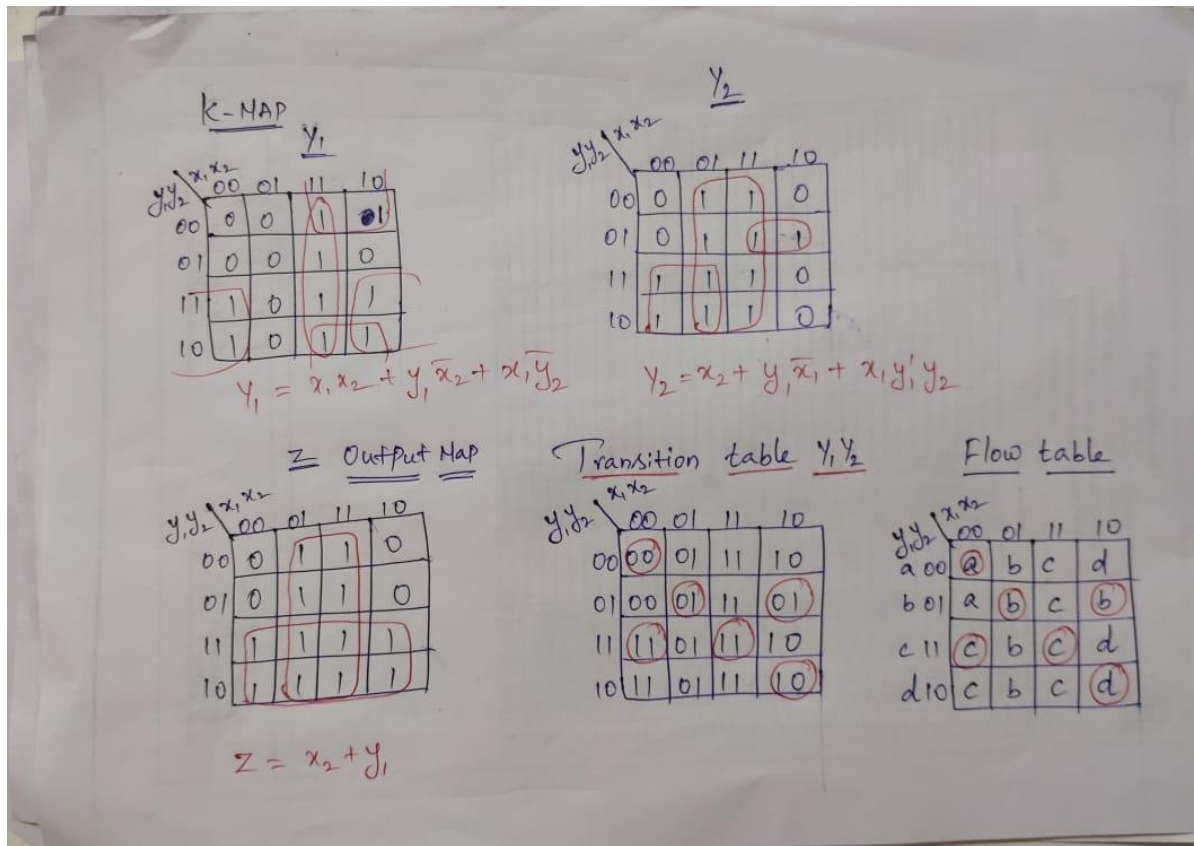 K-MAP
Y₁
y₁y₂ x₁x₂
00 01 11 10
00 0 0 1 1
01 0 0 1 0
11 1 0 1 1
10 1 0 1 1
Y₁ = x₁x₂ + y₁x̅₂ + x₁y̅₂
Y₂
y₁y₂ x₁x₂
00 01 11 10
00 0 1 1 0
01 0 1 1 1
11 1 1 1 0
10 1 1 1 0
Y₂ = x₂ + y₁x̅₁ + x₁y₁'y₂
Z Output Map
y₁y₂ x₁x₂
00 01 11 10
00 0 1 1 0
01 0 1 1 0
11 1 1 1 1
10 1 1 1 1
Z = x₂ + y₁
Transition table Y₁Y₂
y₁y₂ x₁x₂
00 01 11 10
00 00 01 11 10
01 00 01 11 01
11 11 01 11 10
10 11 01 11 10
Flow table
y₁y₂ x₁x₂
00 01 11 10
a 00 a b c d
b 01 a b c b
c 11 c b c d
d 10 c b c d